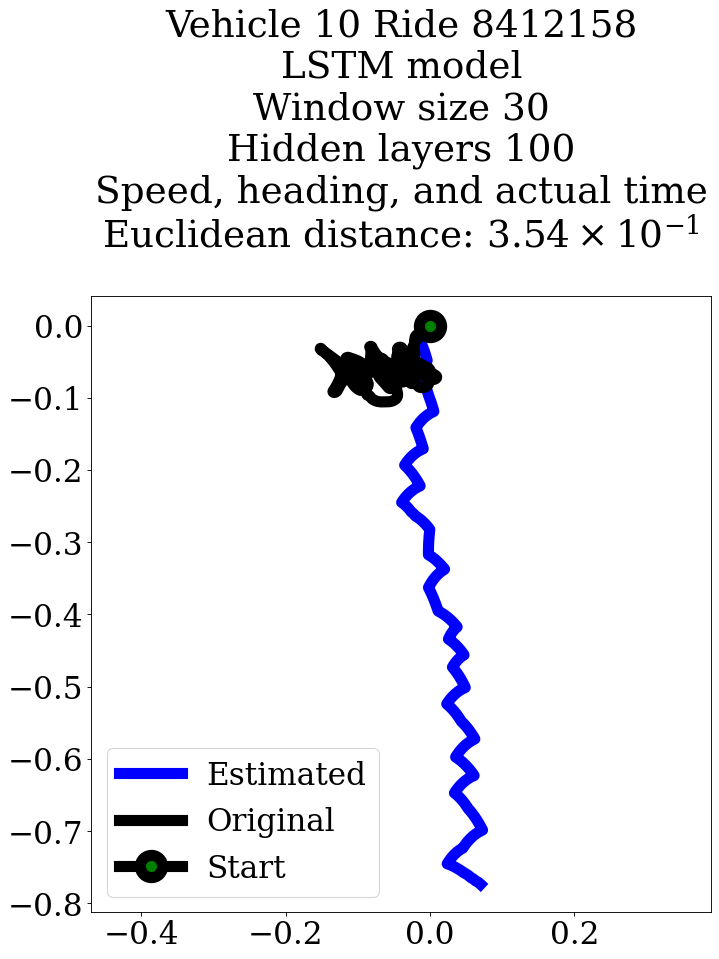 Vehicle 10 Ride 8412158
LSTM model
Window size 30
Hidden layers 100
Speed, heading, and actual time
Euclidean distance: 3.54 × 10⁻¹
0.0
−0.1
−0.2
−0.3
−0.4
−0.5
−0.6
−0.7
−0.8
Estimated
Original
Start
−0.4 −0.2 0.0 0.2